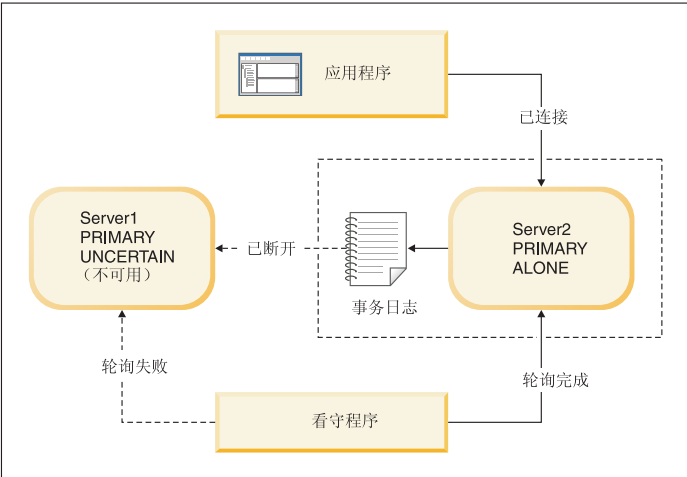 应用程序
已连接
Server1
PRIMARY
UNCERTAIN
（不可用）
已断开
事务日志
Server2
PRIMARY
ALONE
轮询失败
轮询完成
看守程序